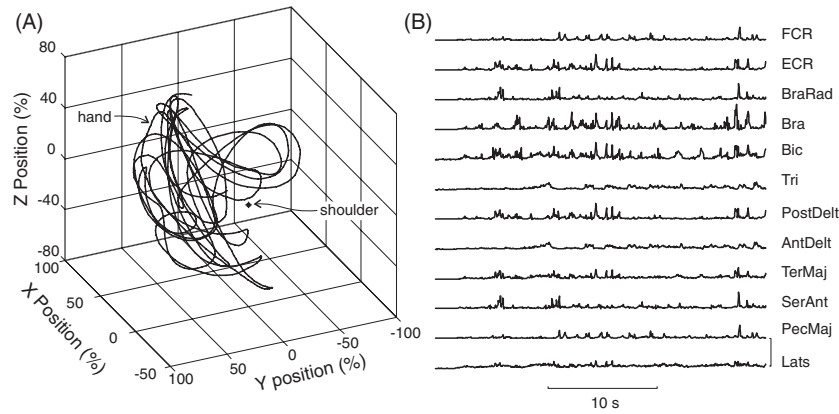 (A)
Z Position (%)
80
40
0
-40
-80
100
50
0
-50
X Position (%)
100
50
0
-50
-100
Y position (%)
hand
shoulder
(B)
FCR
ECR
BraRad
Bra
Bic
Tri
PostDelt
AntDelt
TerMaj
SerAnt
PecMaj
Lats
10 s